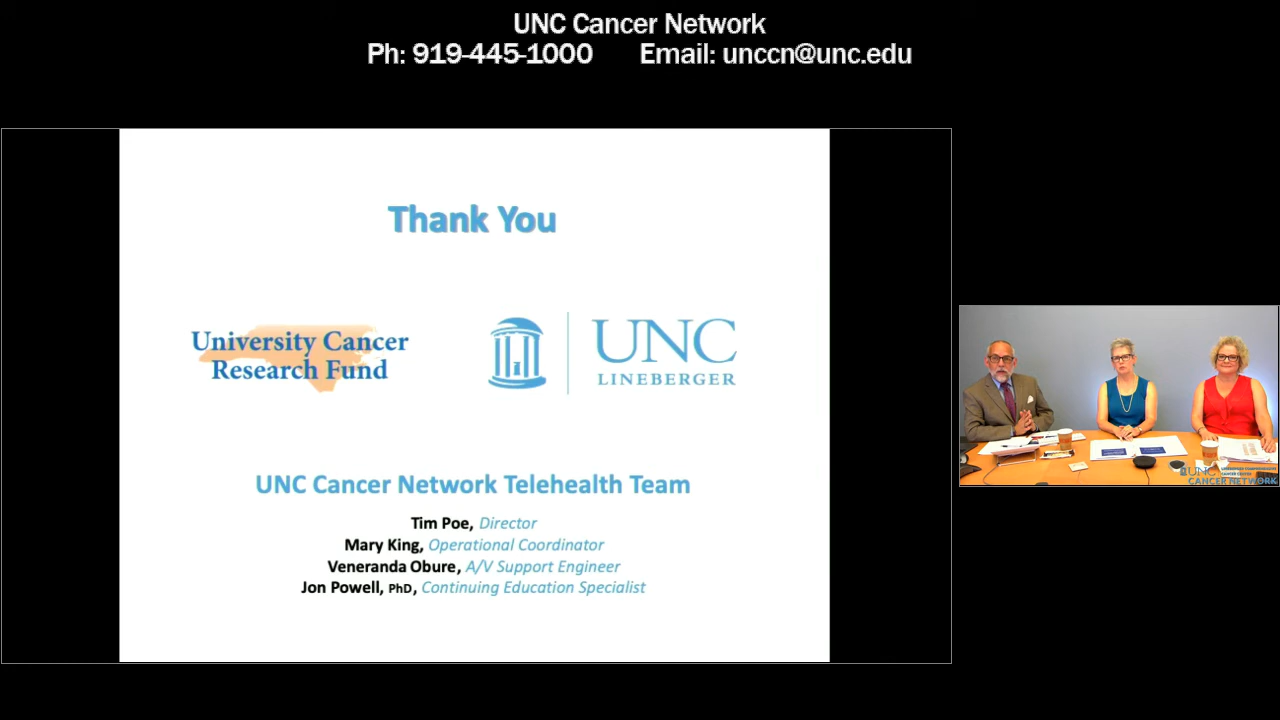 UNC Cancer Network
Ph: 919-445-1000 Email: unccn@unc.edu
Thank You
University Cancer
Research Fund
UNC
LINEBERGER
UNC Cancer Network Telehealth Team
Tim Poe, Director
Mary King, Operational Coordinator
Veneranda Obure, A/V Support Engineer
Jon Powell, PhD, Continuing Education Specialist
UNC
CANCER NETWORK